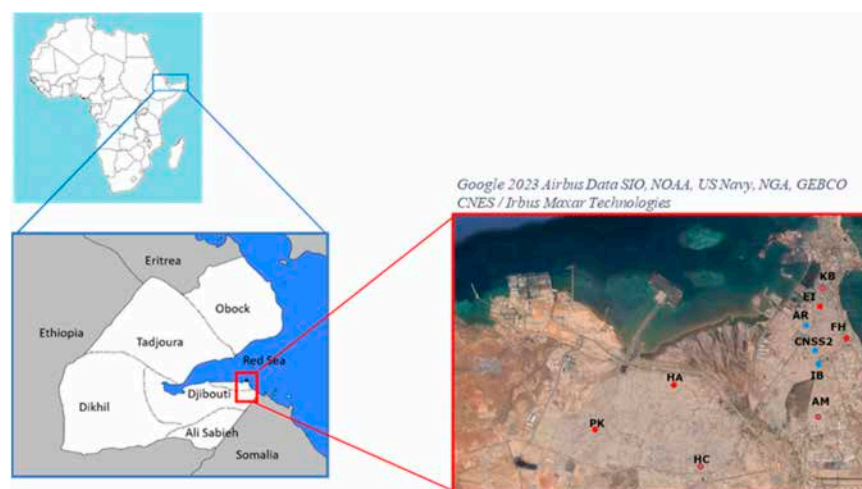 Google 2023 Airbus Data SIO, NOAA, US Navy, NGA, GEBCO
CNES / Irbus Maxar Technologies
Eritrea
Obock
Ethiopia
Tadjoura
Red Sea
Djibouti
Dikhil
Ali Sabieh
Somalia
KB
EI
AR
FH
CNSS2
IB
HA
AM
PK
HC